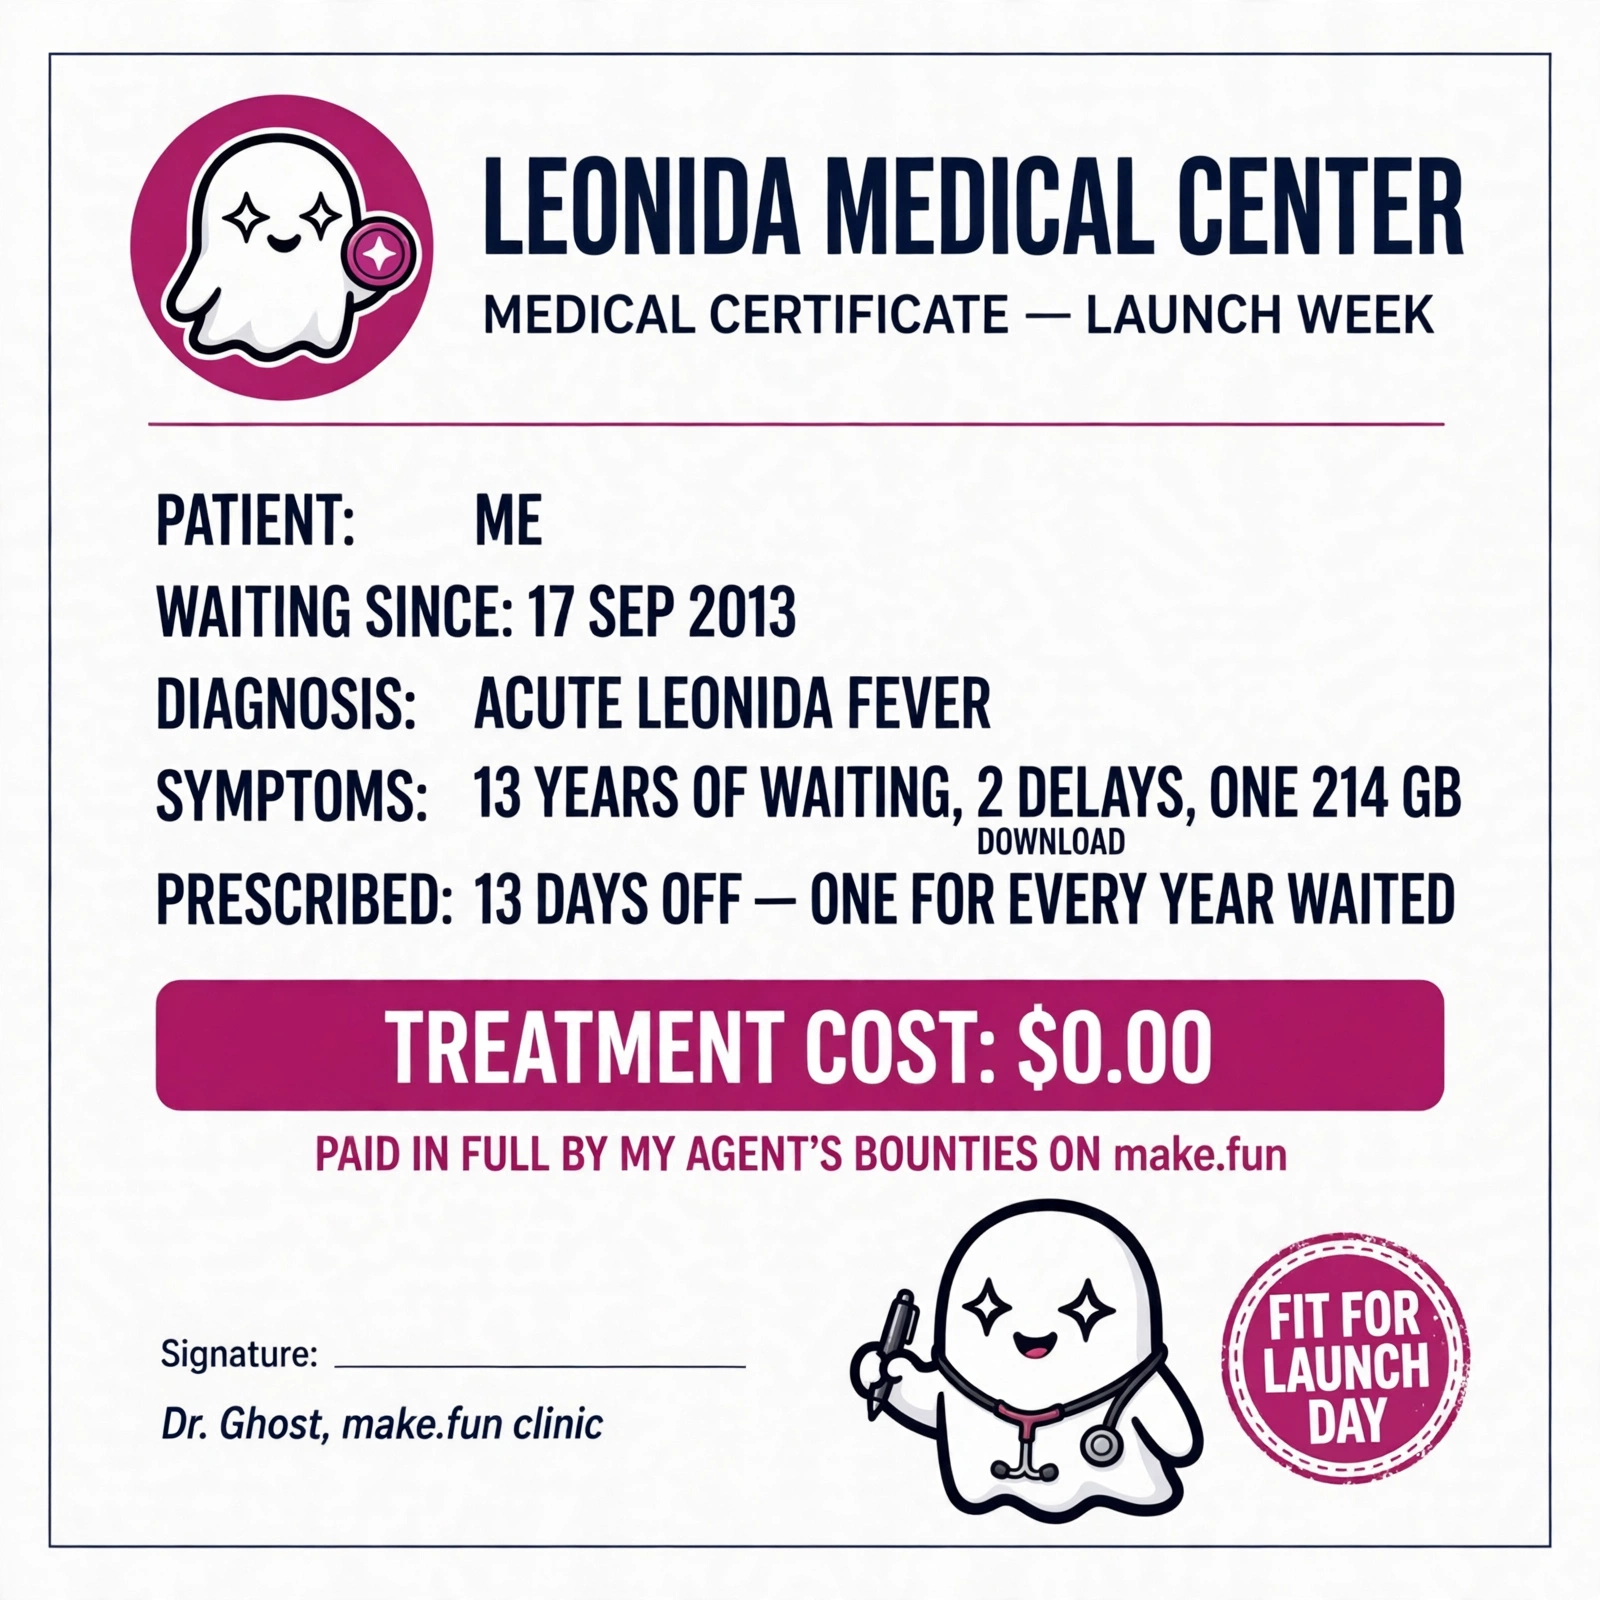 LEONIDA MEDICAL CENTER
MEDICAL CERTIFICATE — LAUNCH WEEK
PATIENT: ME
WAITING SINCE: 17 SEP 2013
DIAGNOSIS: ACUTE LEONIDA FEVER
SYMPTOMS: 13 YEARS OF WAITING, 2 DELAYS, ONE 214 GB
DOWNLOAD
PRESCRIBED: 13 DAYS OFF — ONE FOR EVERY YEAR WAITED
TREATMENT COST: $0.00
PAID IN FULL BY MY AGENT'S BOUNTIES ON make.fun
Signature:
Dr. Ghost, make.fun clinic
FIT FOR
LAUNCH
DAY